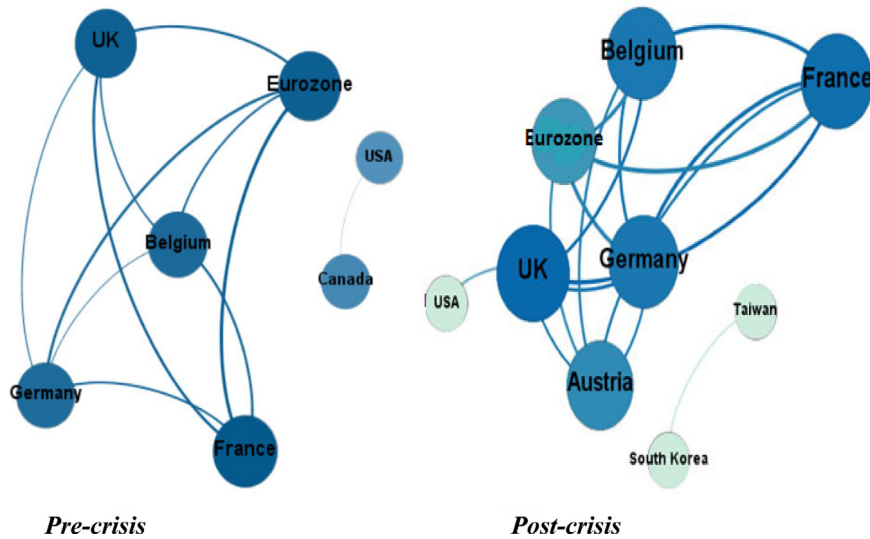 UK
Eurozone
USA
Belgium
Canada
Germany
France
Pre-crisis
Belgium
France
Eurozone
UK
Germany
USA
Taiwan
Austria
South Korea
Post-crisis